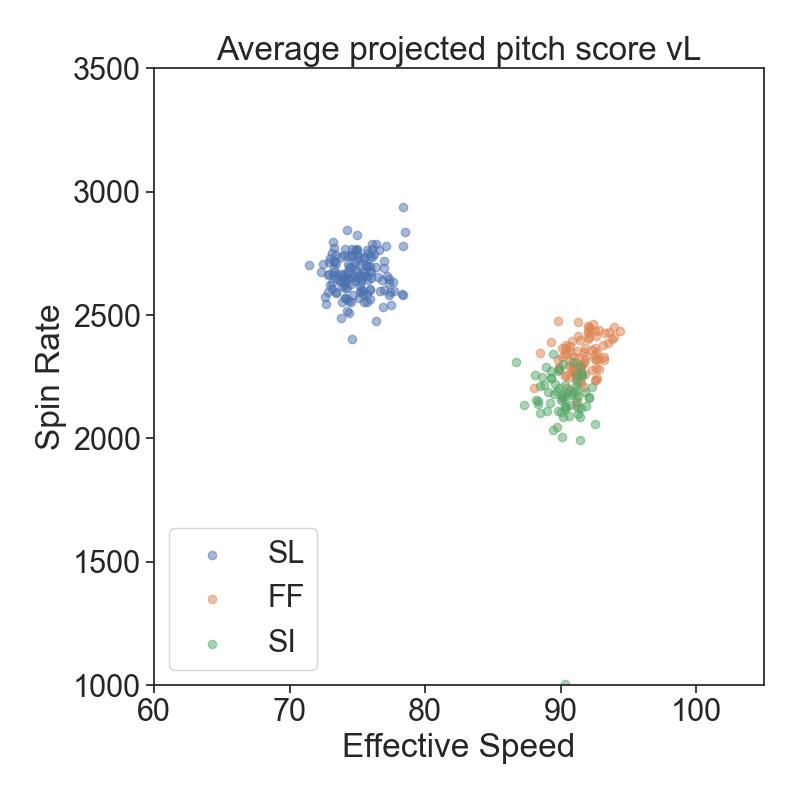 Average projected pitch score vL
3500
3000
2500
2000
1500
1000
Spin Rate
SL
FF
SI
60 70 80 90 100
Effective Speed